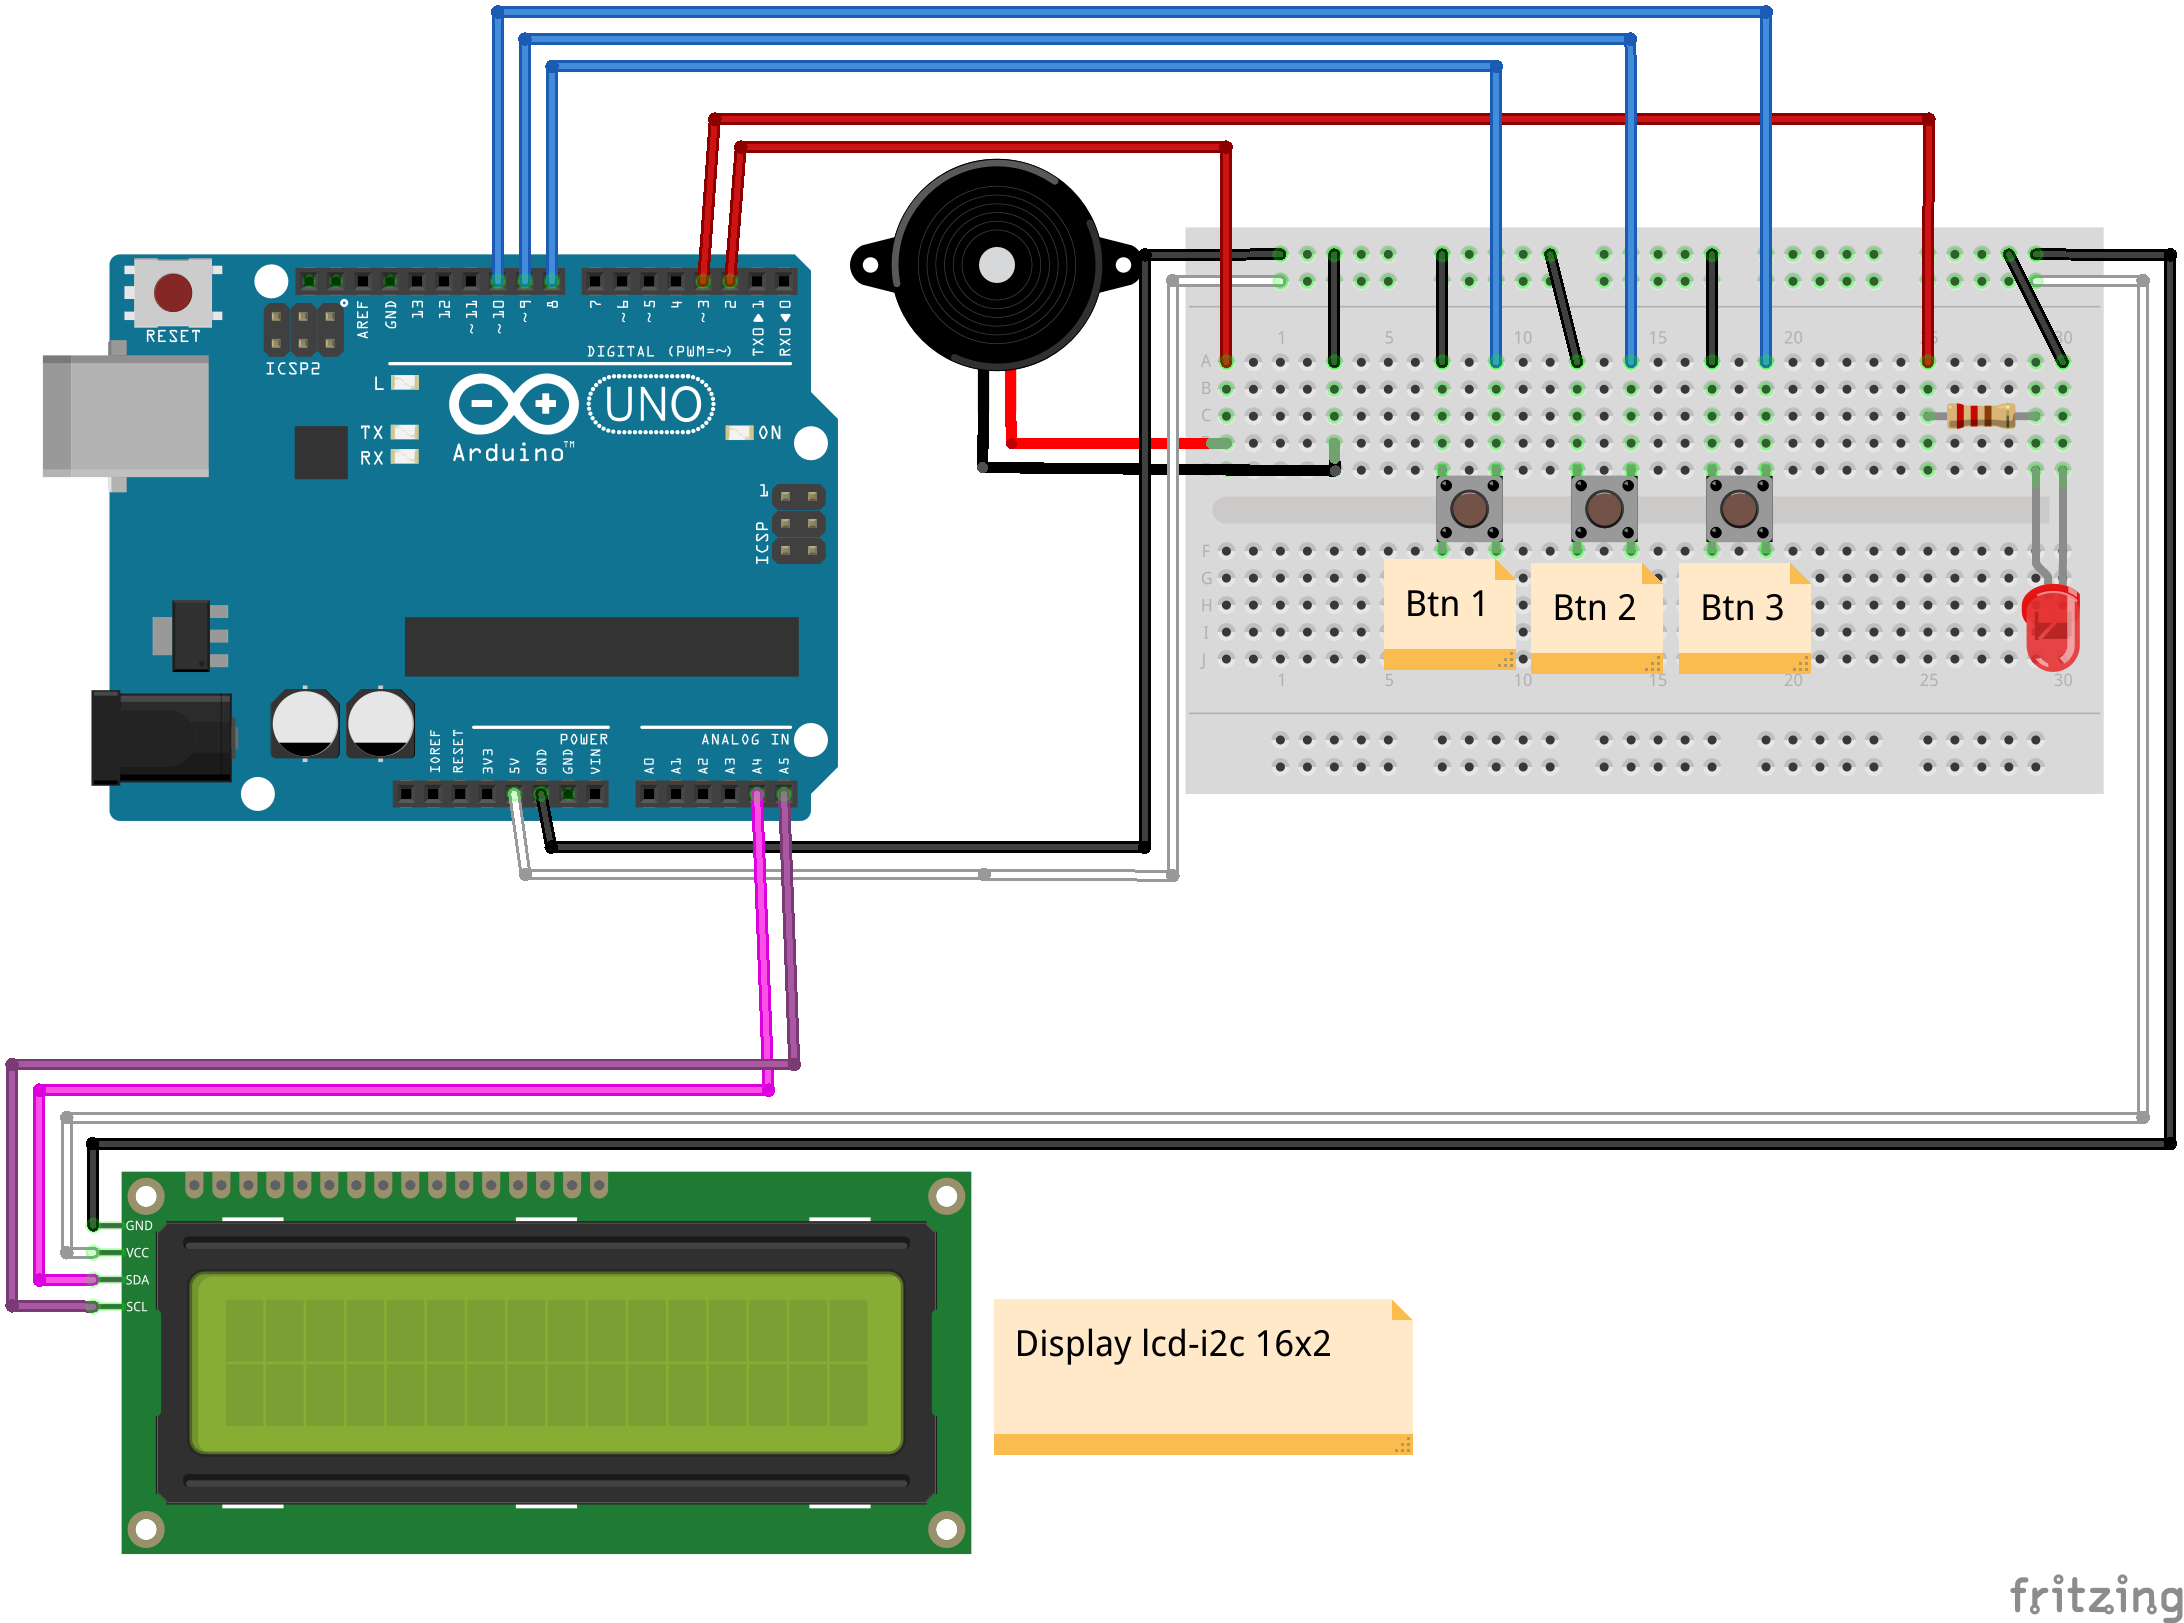 RESET
ICSP2
AREF
GND
13
12
~11
~10
~9
8
7
~6
~5
4
~3
2
TX0▶1
RX0◀0
DIGITAL (PWM=~)
L
TX
RX
Arduino™
UNO
ON
1
ICSP
IOREF
RESET
3V3
5V
GND
GND
VIN
POWER
A0
A1
A2
A3
A4
A5
ANALOG IN
1 5 10 15 20 30
A
B
C
F
G
H
I
J
Btn 1
Btn 2
Btn 3
1 5 10 15 20 25 30
GND
VCC
SDA
SCL
Display lcd-i2c 16x2
fritzing